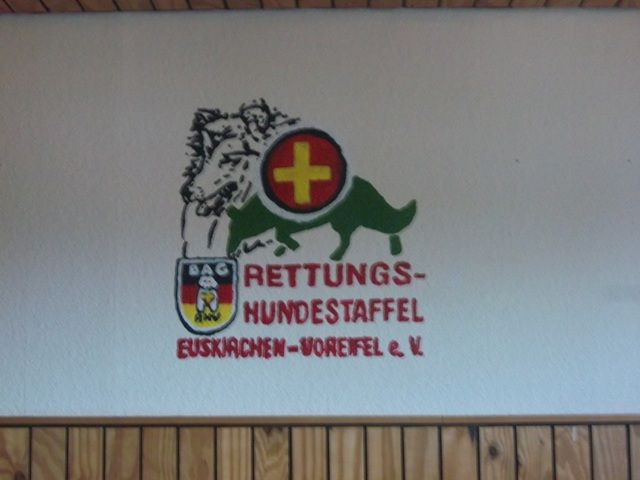 BAG
RETTUNGS-
HUNDESTAFFEL
EUSKIRCHEN-VOREIFEL e. V.